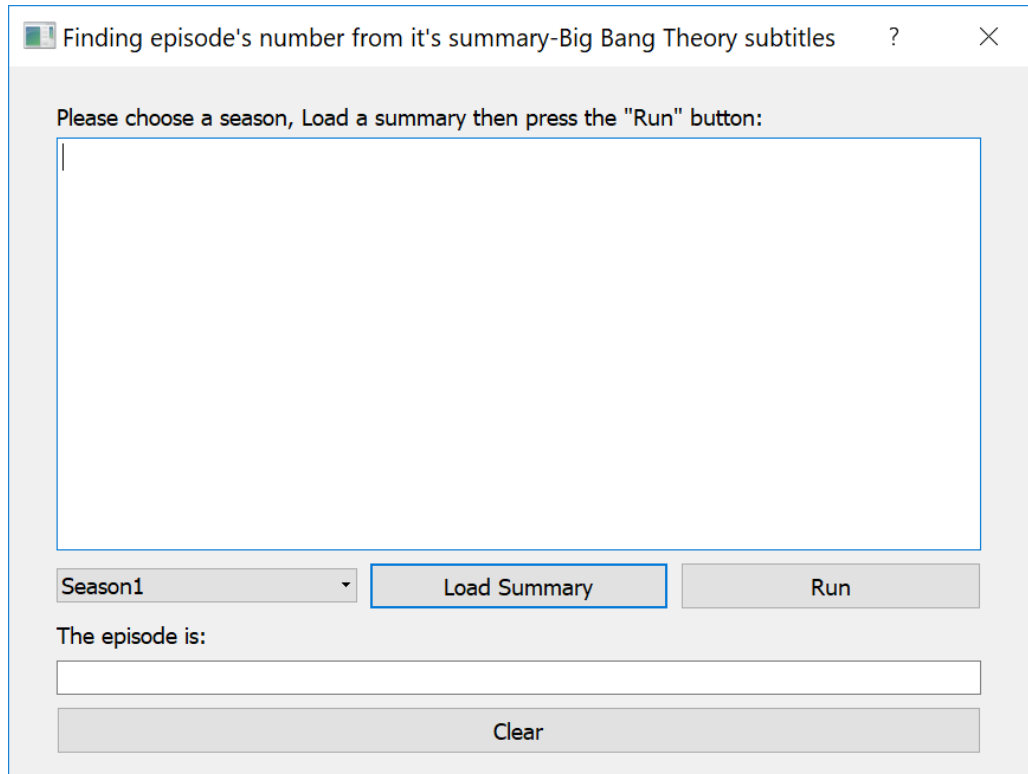 Finding episode's number from it's summary-Big Bang Theory subtitles ?
Please choose a season, Load a summary then press the "Run" button:
Season1 Load Summary Run
The episode is:
Clear